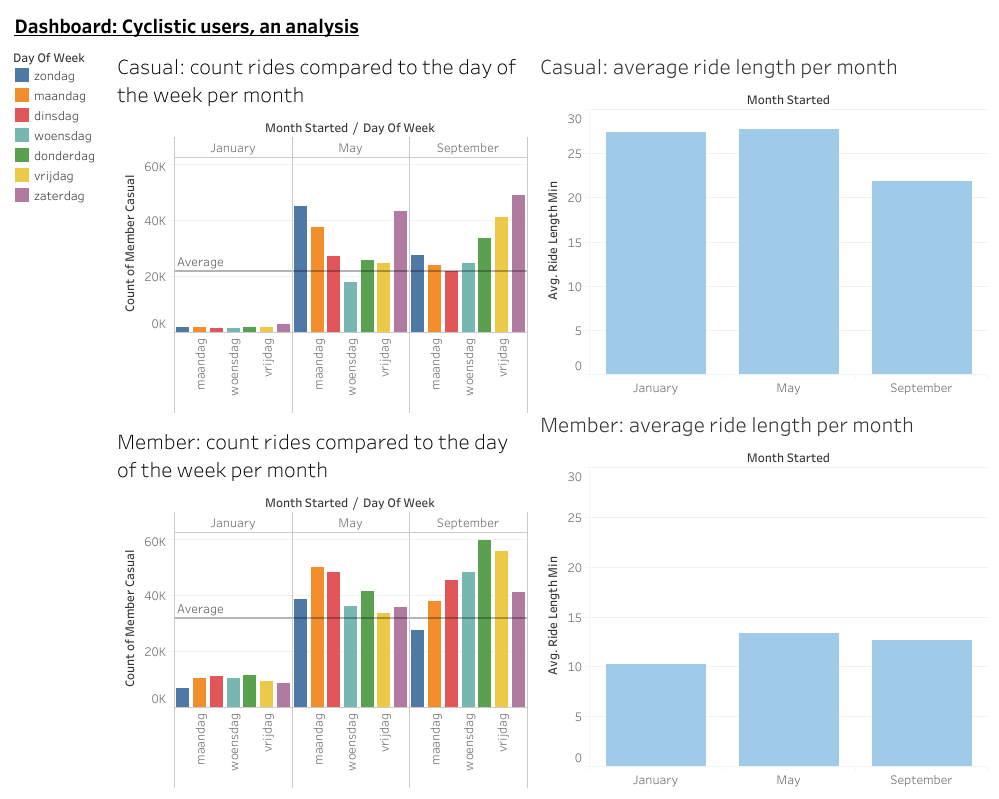 Dashboard: Cyclistic users, an analysis
Day Of Week
zondag
maandag
dinsdag
woensdag
donderdag
vrijdag
zaterdag
Casual: count rides compared to the day of
the week per month
Month Started / Day Of Week
January May September
Count of Member Casual
60K
40K
20K
0K
Average
maandag woensdag vrijdag maandag woensdag vrijdag maandag woensdag vrijdag
Casual: average ride length per month
Month Started
Avg. Ride Length Min
30
25
20
15
10
5
0
January May September
Member: count rides compared to the day
of the week per month
Month Started / Day Of Week
January May September
Count of Member Casual
60K
40K
20K
0K
Average
maandag woensdag vrijdag maandag woensdag vrijdag maandag woensdag vrijdag
Member: average ride length per month
Month Started
Avg. Ride Length Min
30
25
20
15
10
5
0
January May September